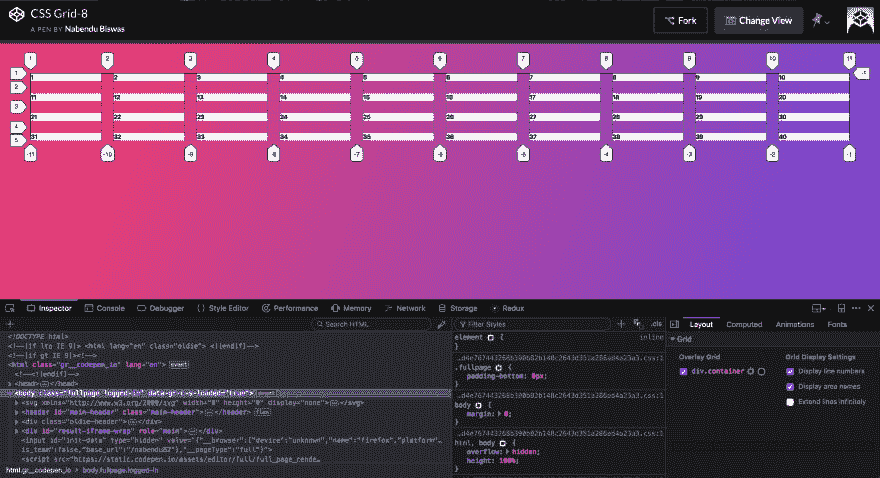 CSS Grid-8
A PEN BY Nabendu Biswas
Fork
Change View
1 2 3 4 5 6 7 8 9 10 11
1 1 2 3 4 5 6 7 8 9 10
2
11 12 13 14 15 16 17 18 19 20
3
21 22 23 24 25 26 27 28 29 30
4
31 32 33 34 35 36 37 38 39 40
5
-11 -10 -9 -8 -7 -6 -5 -4 -3 -2 -1
Inspector Console Debugger Style Editor Performance Memory Network Storage Redux
Search HTML
Filter Styles
.cls
Layout Computed Animations Fonts
<!DOCTYPE html>
<!--[if lte IE 9]> <html lang="en" class="oldie"> <![endif]-->
<!--[if gt IE 9]><!-->
<html class="gr__codepen_io" lang="en"> event
<!--<![endif]-->
<head> </head>
<body class="fullpage logged-in" data-gr-c-s-loaded="true">
<svg xmlns="http://www.w3.org/2000/svg" width="0" height="0" display="none"> </svg>
<header id="main-header" class="main-header"> </header> flex
<div class="oldie-header"> </div>
<div id="result-iframe-wrap" role="main"> </div>
<input id="init-data" type="hidden" value="{"__browser":{"device":"unknown","name":"firefox","platform"…
is_team":false,"base_url":"/nabendu82"},"__pageType":"full"}">
<script src="https://static.codepen.io/assets/editor/full/full_page_rende…
html.gr__codepen_io
body.fullpage.logged-in
element {
inline
}
.fullpage {
padding-bottom: 0px;
}
body {
margin: 0;
}
html, body {
overflow: hidden;
height: 100%;
}
Grid
Overlay Grid
div.container
Grid Display Settings
Display line numbers
Display area names
Extend lines infinitely